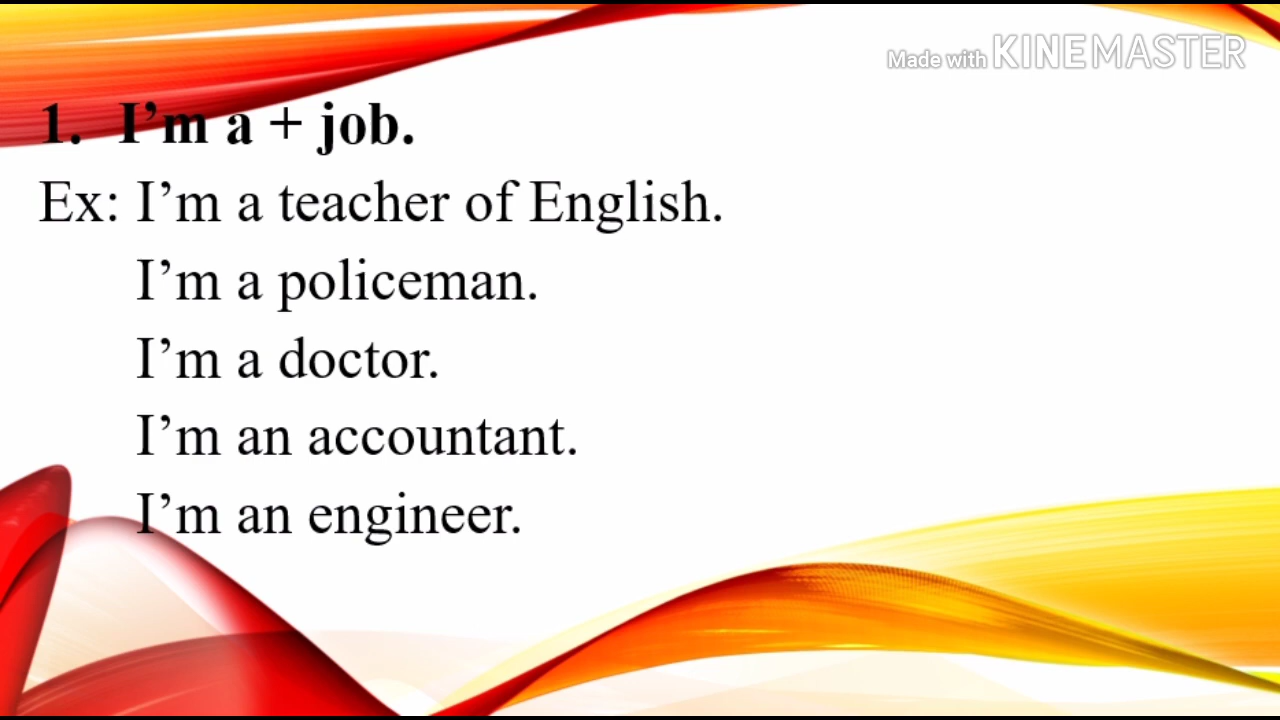 Made with KINEMASTER
1. I’m a + job.
Ex: I’m a teacher of English.
I’m a policeman.
I’m a doctor.
I’m an accountant.
I’m an engineer.